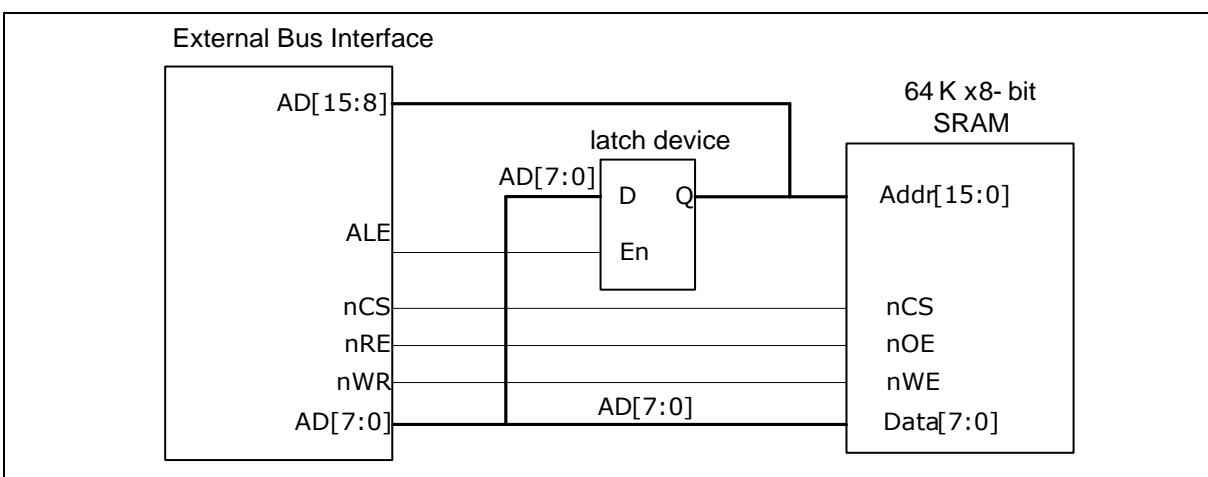 External Bus Interface
AD[15:8]
64 K x8- bit
SRAM
latch device
AD[7:0]
D Q
Addr[15:0]
ALE
En
nCS
nCS
nRE
nOE
nWR
nWE
AD[7:0]
AD[7:0]
Data[7:0]